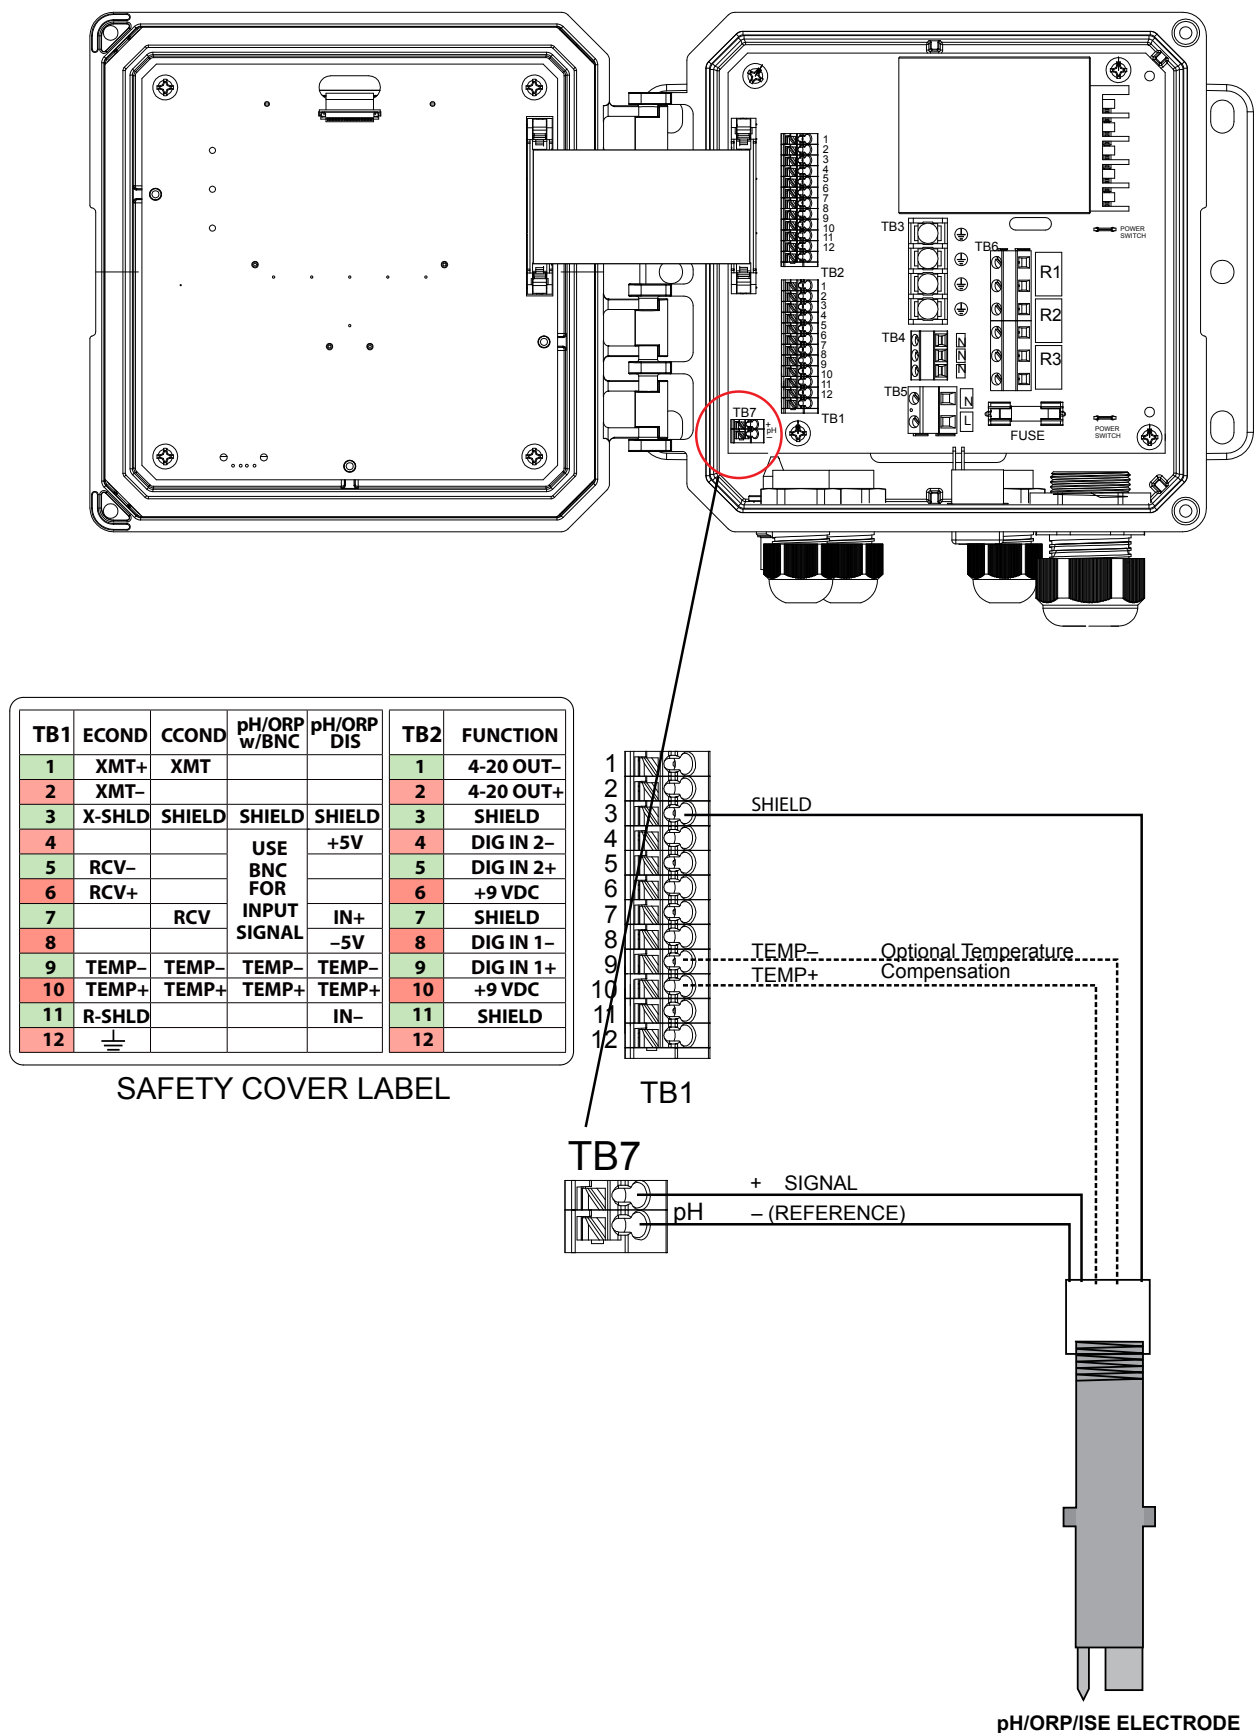 1
2
3
4
5
6
7
8
9
10
11
12
TB2
1
2
3
4
5
6
7
8
9
10
11
12
TB1
TB7
+
pH
–
TB3
TB6
R1
R2
R3
TB4
N
N
N
TB5
N
L
FUSE
POWER
SWITCH
POWER
SWITCH
TB1 ECOND CCOND pH/ORP w/BNC pH/ORP DIS TB2 FUNCTION
1 XMT+ XMT 1 4-20 OUT–
2 XMT– 2 4-20 OUT+
3 X-SHLD SHIELD SHIELD SHIELD 3 SHIELD
4 USE +5V 4 DIG IN 2–
5 RCV– BNC 5 DIG IN 2+
6 RCV+ FOR 6 +9 VDC
7 RCV INPUT IN+ 7 SHIELD
8 SIGNAL –5V 8 DIG IN 1–
9 TEMP– TEMP– TEMP– TEMP– 9 DIG IN 1+
10 TEMP+ TEMP+ TEMP+ TEMP+ 10 +9 VDC
11 R-SHLD IN– 11 SHIELD
12 12
SAFETY COVER LABEL
1
2
3
4
5
6
7
8
9
10
11
12
TB1
SHIELD
TEMP– Optional Temperature
TEMP+ Compensation
TB7
+ SIGNAL
pH – (REFERENCE)
pH/ORP/ISE ELECTRODE